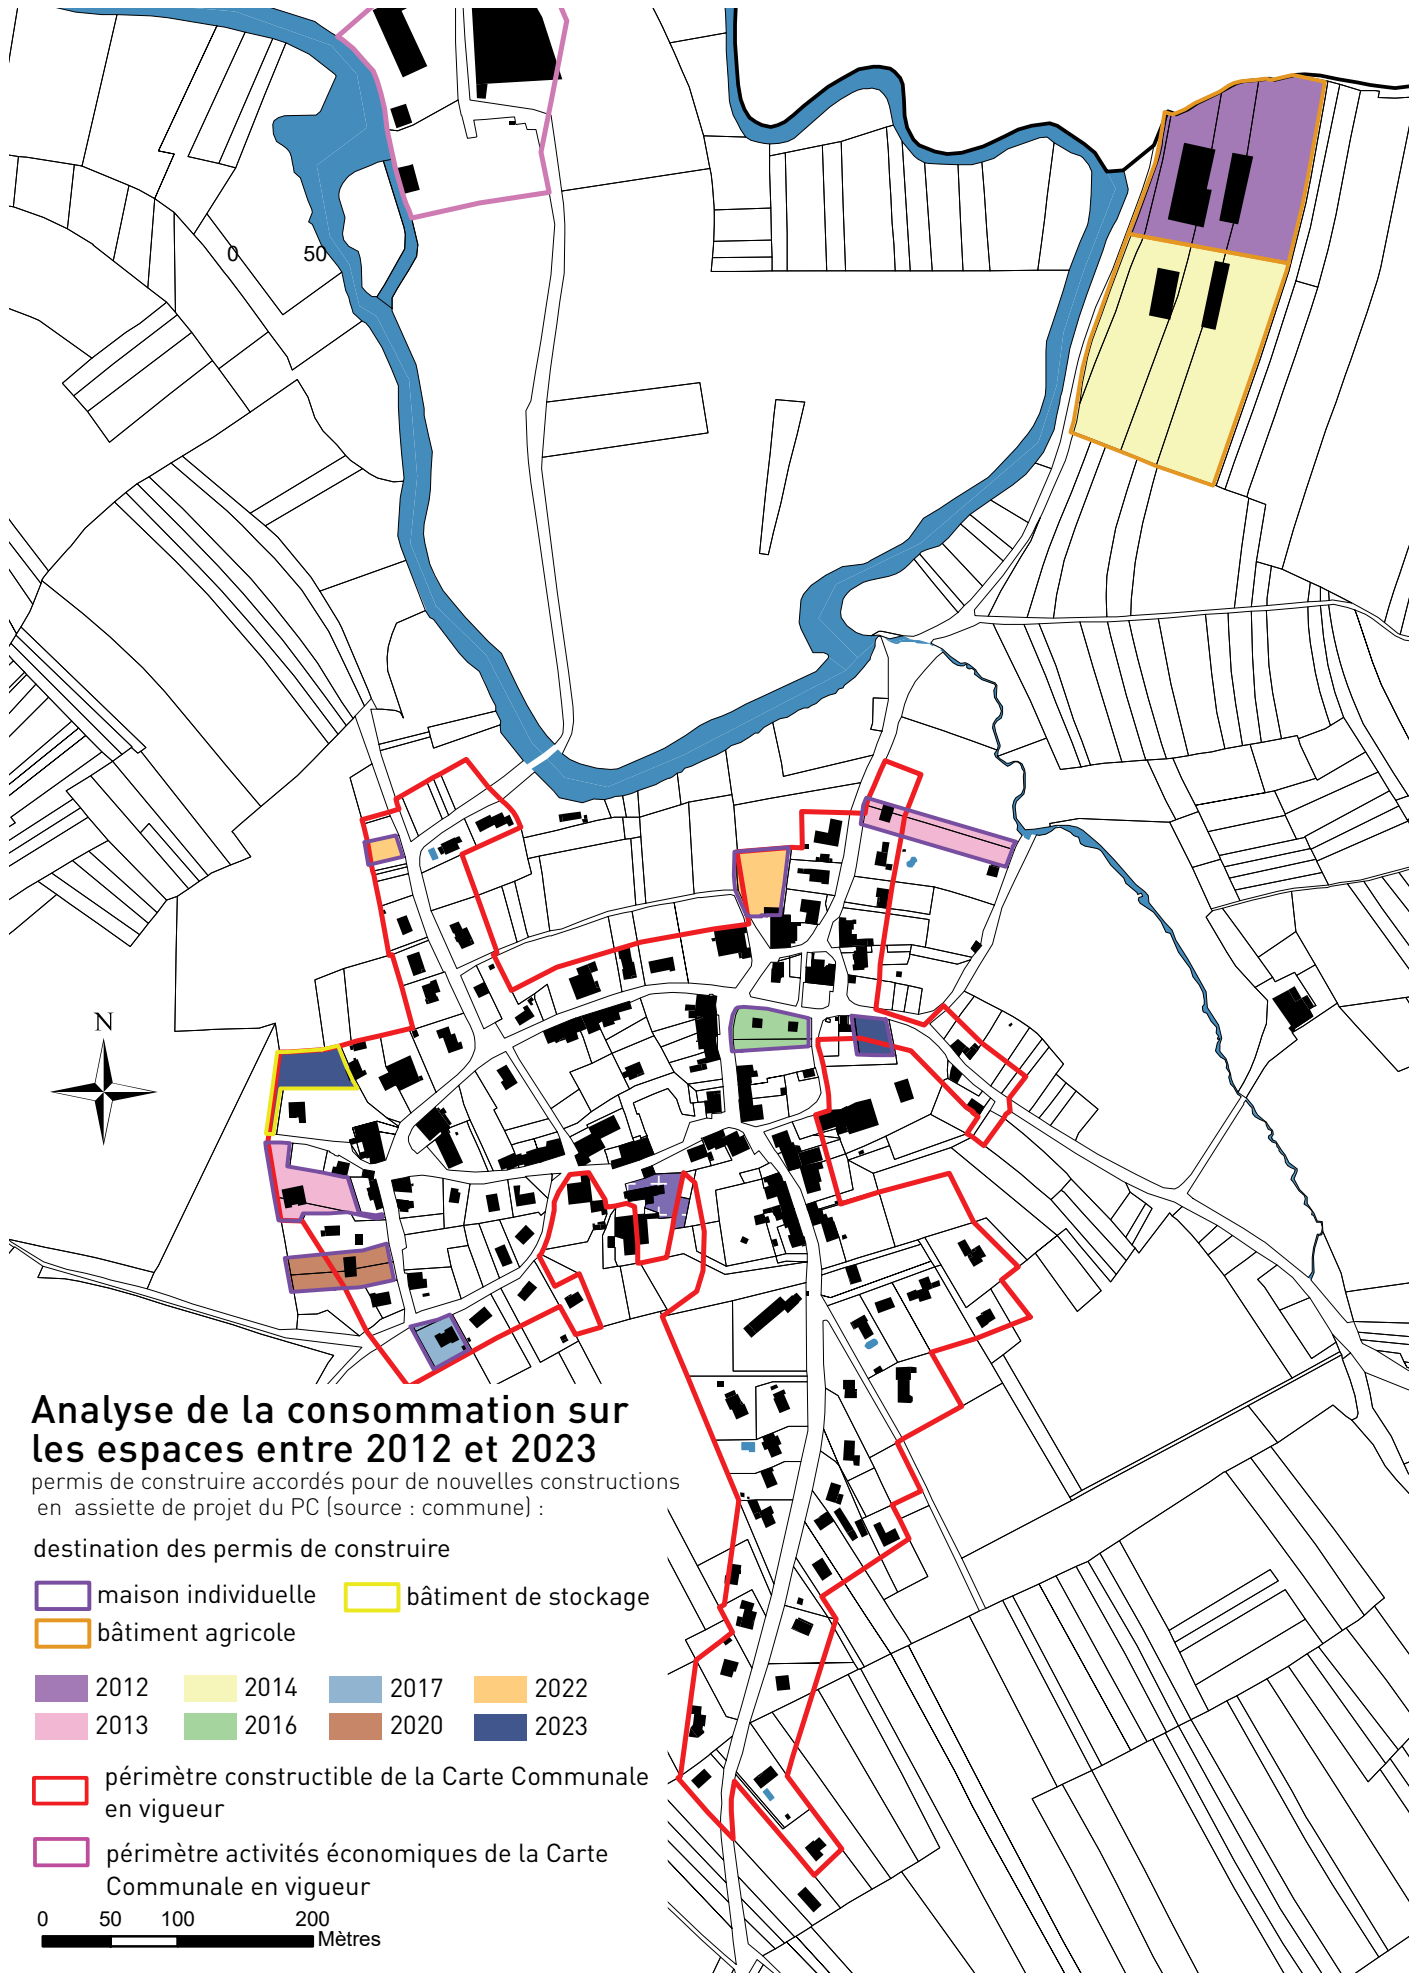 0 50
N
Analyse de la consommation sur
les espaces entre 2012 et 2023
permis de construire accordés pour de nouvelles constructions
en assiette de projet du PC (source : commune) :
destination des permis de construire
maison individuelle bâtiment de stockage
bâtiment agricole
2012 2014 2017 2022
2013 2016 2020 2023
périmètre constructible de la Carte Communale
en vigueur
périmètre activités économiques de la Carte
Communale en vigueur
0 50 100 200
Mètres